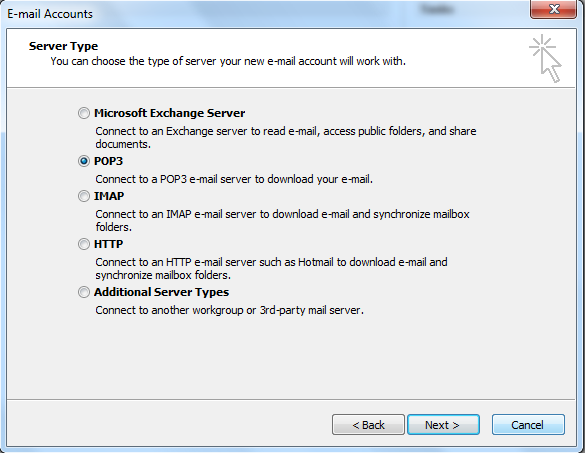 E-mail Accounts
Server Type
You can choose the type of server your new e-mail account will work with.
Microsoft Exchange Server
Connect to an Exchange server to read e-mail, access public folders, and share
documents.
POP3
Connect to a POP3 e-mail server to download your e-mail.
IMAP
Connect to an IMAP e-mail server to download e-mail and synchronize mailbox
folders.
HTTP
Connect to an HTTP e-mail server such as Hotmail to download e-mail and
synchronize mailbox folders.
Additional Server Types
Connect to another workgroup or 3rd-party mail server.
< Back
Next >
Cancel